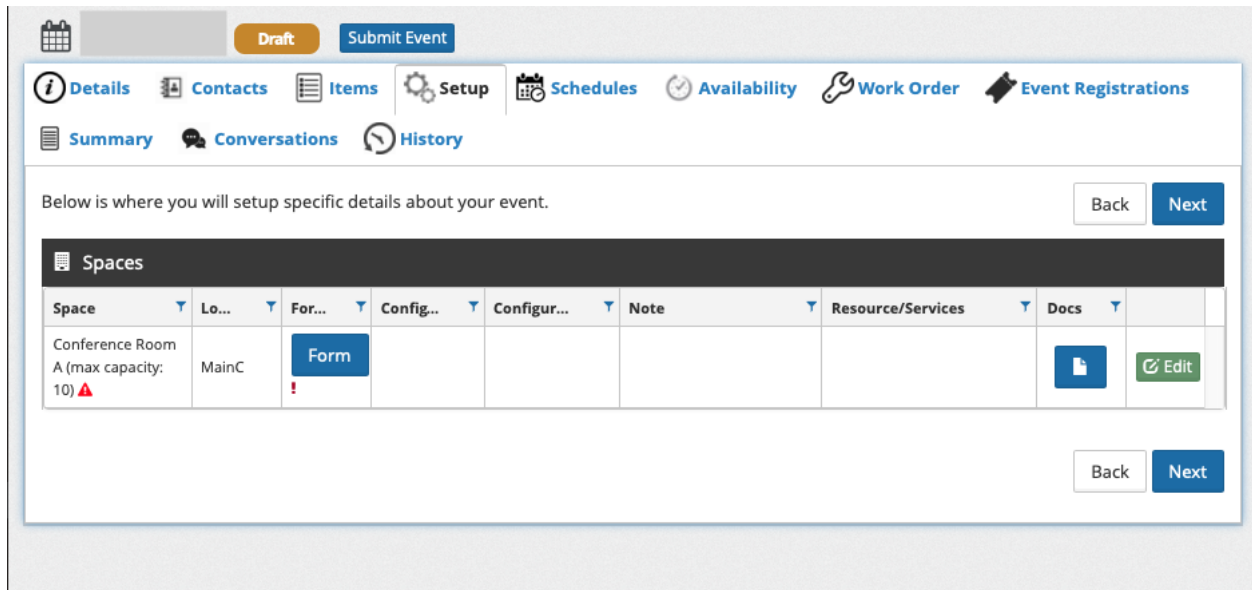 Draft Submit Event
Details Contacts Items Setup Schedules Availability Work Order Event Registrations
Summary Conversations History
Below is where you will setup specific details about your event.
Back Next
Spaces
Space Lo... For... Config... Configur... Note Resource/Services Docs
Conference Room
A (max capacity:
10)
MainC
Form
!
Edit
Back Next